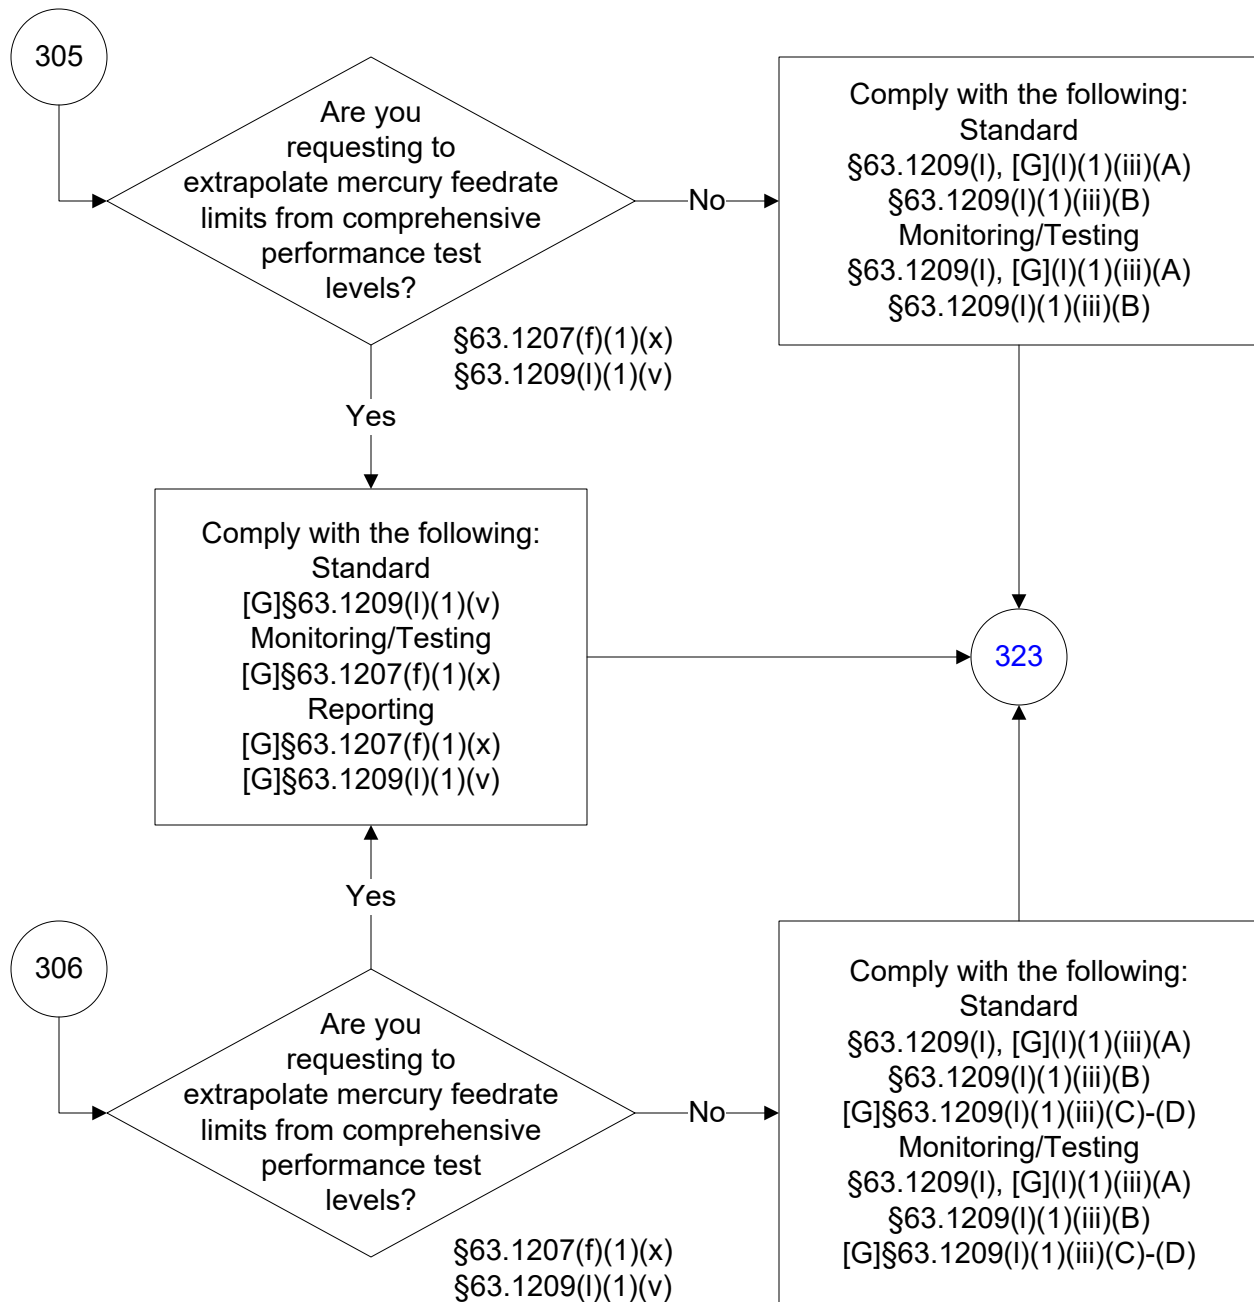 305
Are you
requesting to
extrapolate mercury feedrate
limits from comprehensive
performance test
levels?
§63.1207(f)(1)(x)
§63.1209(l)(1)(v)
No
Comply with the following:
Standard
§63.1209(l), [G](l)(1)(iii)(A)
§63.1209(l)(1)(iii)(B)
Monitoring/Testing
§63.1209(l), [G](l)(1)(iii)(A)
§63.1209(l)(1)(iii)(B)
Yes
Comply with the following:
Standard
[G]§63.1209(l)(1)(v)
Monitoring/Testing
[G]§63.1207(f)(1)(x)
Reporting
[G]§63.1207(f)(1)(x)
[G]§63.1209(l)(1)(v)
323
Yes
306
Are you
requesting to
extrapolate mercury feedrate
limits from comprehensive
performance test
levels?
§63.1207(f)(1)(x)
§63.1209(l)(1)(v)
No
Comply with the following:
Standard
§63.1209(l), [G](l)(1)(iii)(A)
§63.1209(l)(1)(iii)(B)
[G]§63.1209(l)(1)(iii)(C)-(D)
Monitoring/Testing
§63.1209(l), [G](l)(1)(iii)(A)
§63.1209(l)(1)(iii)(B)
[G]§63.1209(l)(1)(iii)(C)-(D)